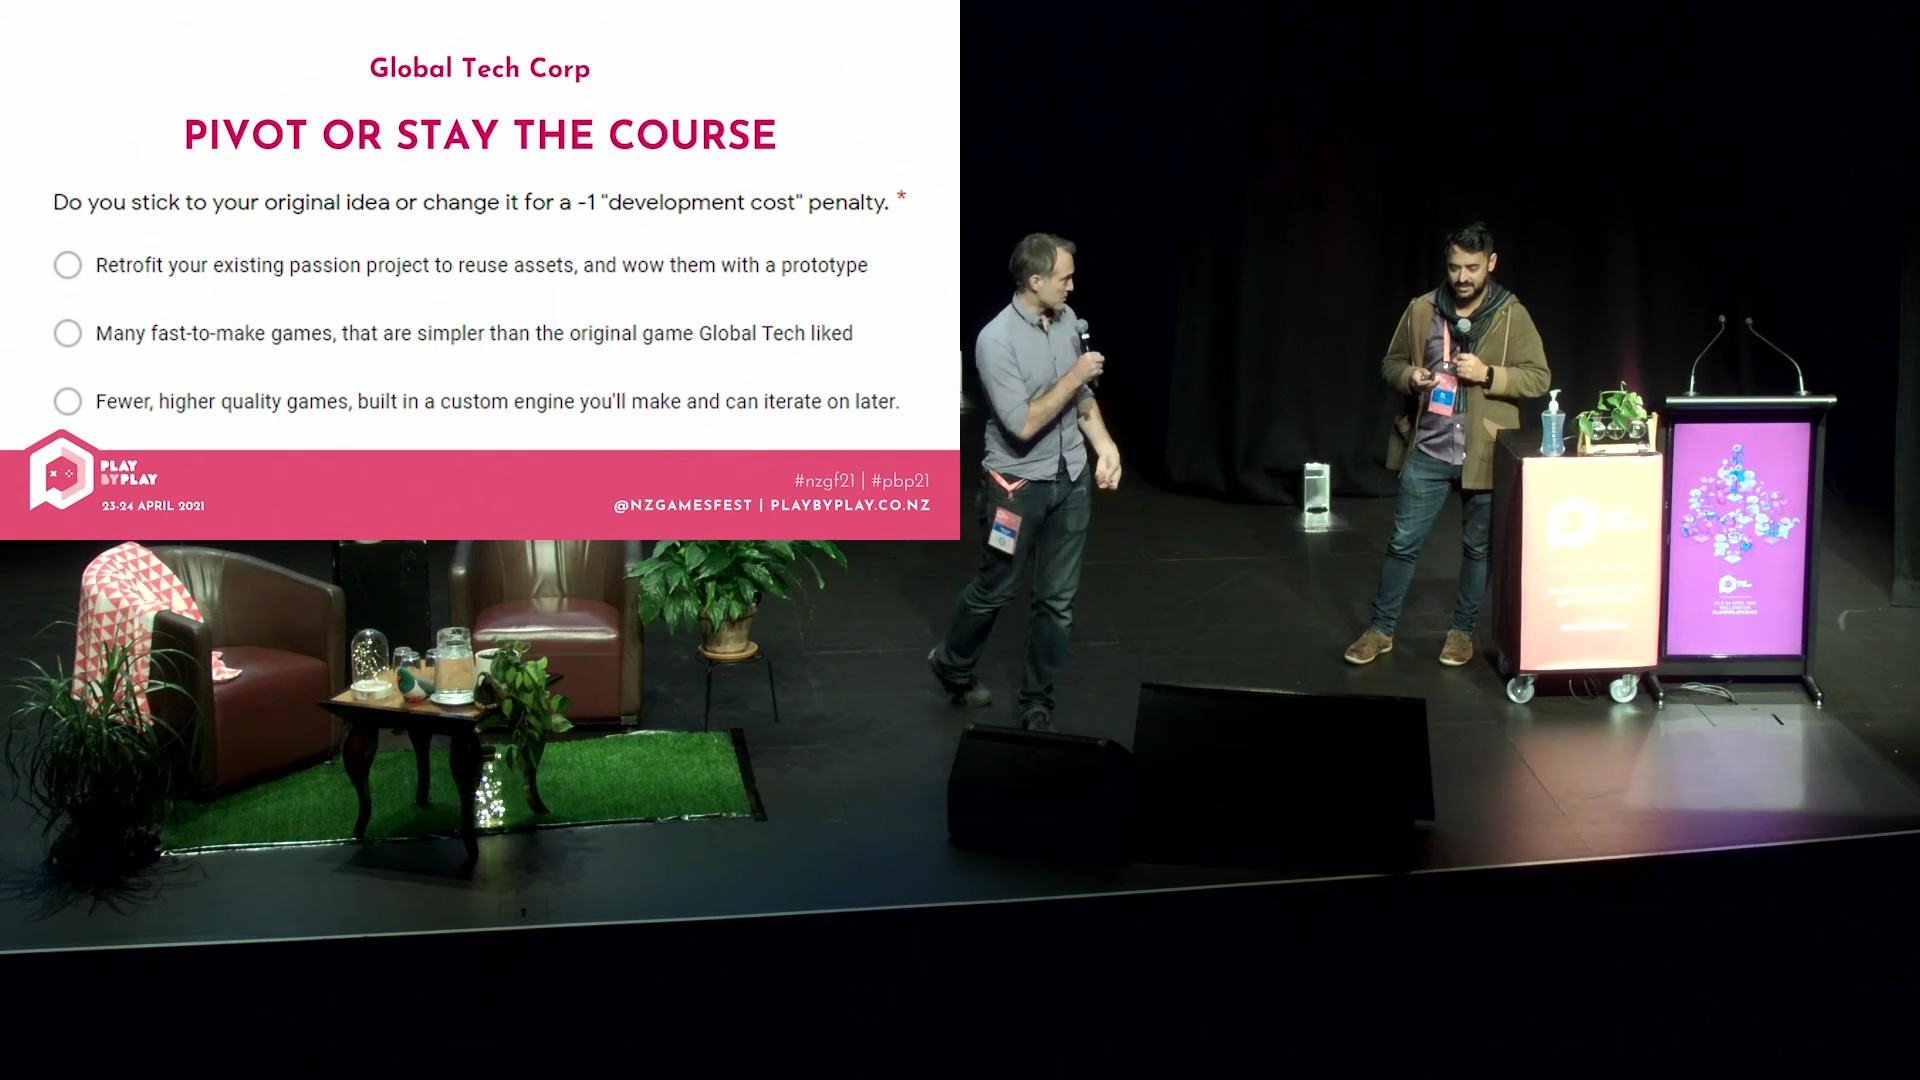 Global Tech Corp
PIVOT OR STAY THE COURSE
Do you stick to your original idea or change it for a -1 "development cost" penalty. *
Retrofit your existing passion project to reuse assets, and wow them with a prototype
Many fast-to-make games, that are simpler than the original game Global Tech liked
Fewer, higher quality games, built in a custom engine you'll make and can iterate on later.
PLAY
BYPLAY
23-24 APRIL 2021
#nzgf21 | #pbp21
@NZGAMESFEST | PLAYBYPLAY.CO.NZ